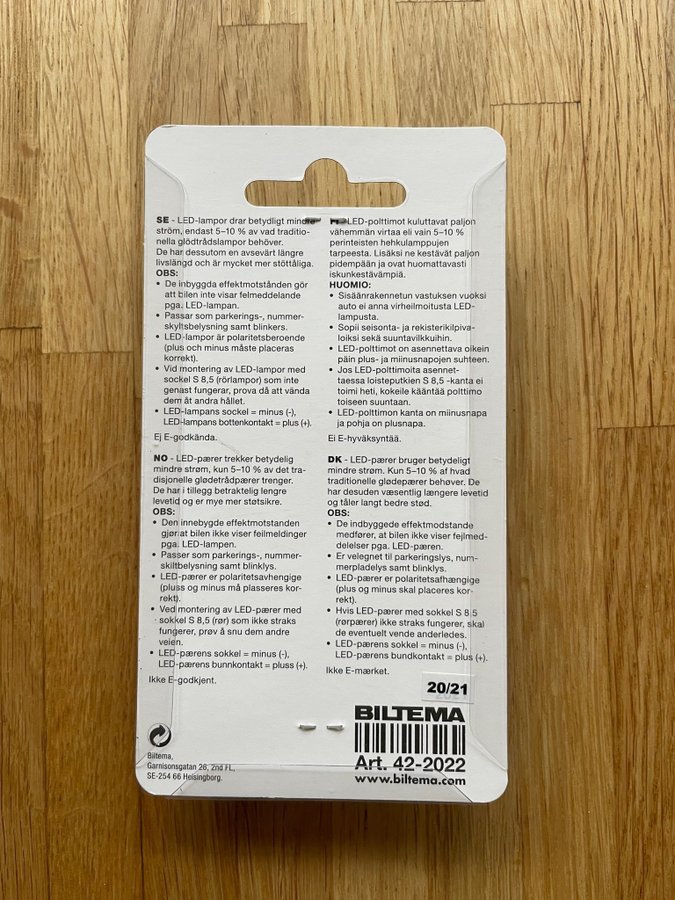 SE - LED-lampor drar betydligt mindre
ström, endast 5–10 % av vad traditio-
nella glödtrådslampor behöver.
De har dessutom en avsevärt längre
livslängd och är mycket mer stöttåliga.
OBS:
• De inbyggda effektmotstånden gör
att bilen inte visar felmeddelande
pga. LED-lampan.
• Passar som parkerings-, nummer-
skyltsbelysning samt blinkers.
• LED-lampor är polaritetsberoende
(plus och minus måste placeras
korrekt).
• Vid montering av LED-lampor med
sockel S 8,5 (rörlampor) som inte
genast fungerar, prova då att vända
dem åt andra hållet.
• LED-lampans sockel = minus (-),
LED-lampans bottenkontakt = plus (+).
Ej E-godkända.
LED-polttimot kuluttavat paljon
vähemmän virtaa eli vain 5–10 %
perinteisten hehkulamppujen
tarpeesta. Lisäksi ne kestävät paljon
pidempään ja ovat huomattavasti
iskunkestävämpiä.
HUOMIO:
• Sisäänrakennetun vastuksen vuoksi
auto ei anna virheilmoitusta LED-
lampusta.
• Sopii seisonta- ja rekisterikilpiva-
loiksi sekä suuntavilkkuihin.
• LED-polttimot on asennettava oikein
päin plus- ja miinusnapojen suhteen.
• Jos LED-polttimoita asennet-
taessa loisteputkien S 8,5 -kanta ei
toimi heti, kokeile kääntää polttimo
toiseen suuntaan.
• LED-polttimon kanta on miinusnapa
ja pohja on plusnapa.
Ei E-hyväksyntää.
NO - LED-pærer trekker betydelig
mindre strøm, kun 5–10 % av det tra-
disjonelle glødetrådpærer trenger.
De har i tillegg betraktelig lengre
levetid og er mye mer støtsikre.
OBS:
• Den innebygde effektmotstanden
gjør at bilen ikke viser feilmeldinger
pga. LED-lampen.
• Passer som parkerings-, nummer-
skiltbelysning samt blinklys.
• LED-pærer er polaritetsavhengige
(pluss og minus må plasseres kor-
rekt).
• Ved montering av LED-pærer med
sokkel S 8,5 (rør) som ikke straks
fungerer, prøv å snu dem andre
veien.
• LED-pærens sokkel = minus (-),
LED-pærens bunnkontakt = pluss (+).
Ikke E-godkjent.
DK - LED-pærer bruger betydeligt
mindre strøm. Kun 5–10 % af hvad
traditionelle glødepærer behøver. De
har desuden væsentlig længere levetid
og tåler langt bedre stød.
OBS:
• De indbyggede effektmodstande
medfører, at bilen ikke viser fejlmed-
delelser pga. LED-pæren.
• Er velegnet til parkeringslys, num-
merpladelys samt blinklys.
• LED-pærer er polaritetsafhængige
(plus og minus skal placeres kor-
rekt).
• Hvis LED-pærer med sokkel S 8,5
(rørpærer) ikke straks fungerer, skal
de eventuelt vende anderledes.
• LED-pærens sokkel = minus (-),
LED-pærens bundkontakt = plus (+).
Ikke E-mærket.
20/21
BILTEMA
Art. 42-2022
www.biltema.com
Biltema,
Garnisonsgatan 26, 2nd FL,
SE-254 66 Helsingborg.